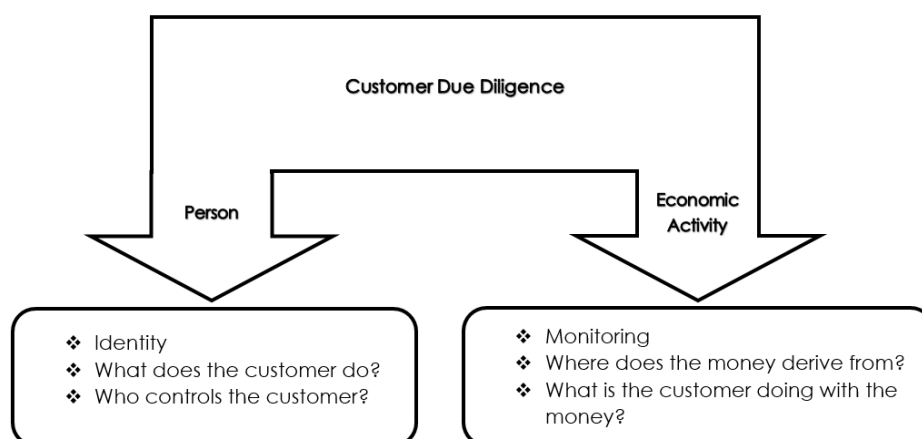 Customer Due Diligence
Person
Economic
Activity
❖ Identity
❖ What does the customer do?
❖ Who controls the customer?
❖ Monitoring
❖ Where does the money derive from?
❖ What is the customer doing with the
money?